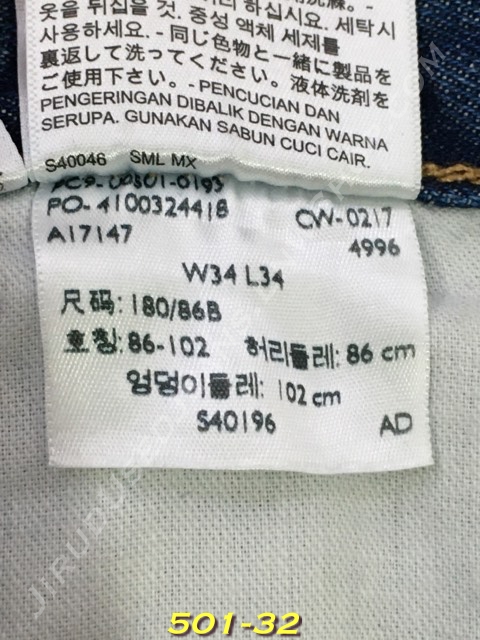 옷을 뒤집을 것. 중성 액체 세제를
사용하세요. - 同じ色物と一緒に製品を
裏返して洗ってください。液体洗剤を
ご使用下さい。- PENCUCIAN DAN
PENGERINGAN DIBALIK DENGAN WARNA
SERUPA. GUNAKAN SABUN CUCI CAIR.
S40046 SML MX
PC9-00501-0193
PO-4100324418 CW-0217
A17147 4996
W34 L34
尺码: 180/86B
호칭: 86-102 허리둘레: 86 cm
엉덩이둘레: 102 cm
S40196 AD
501-32